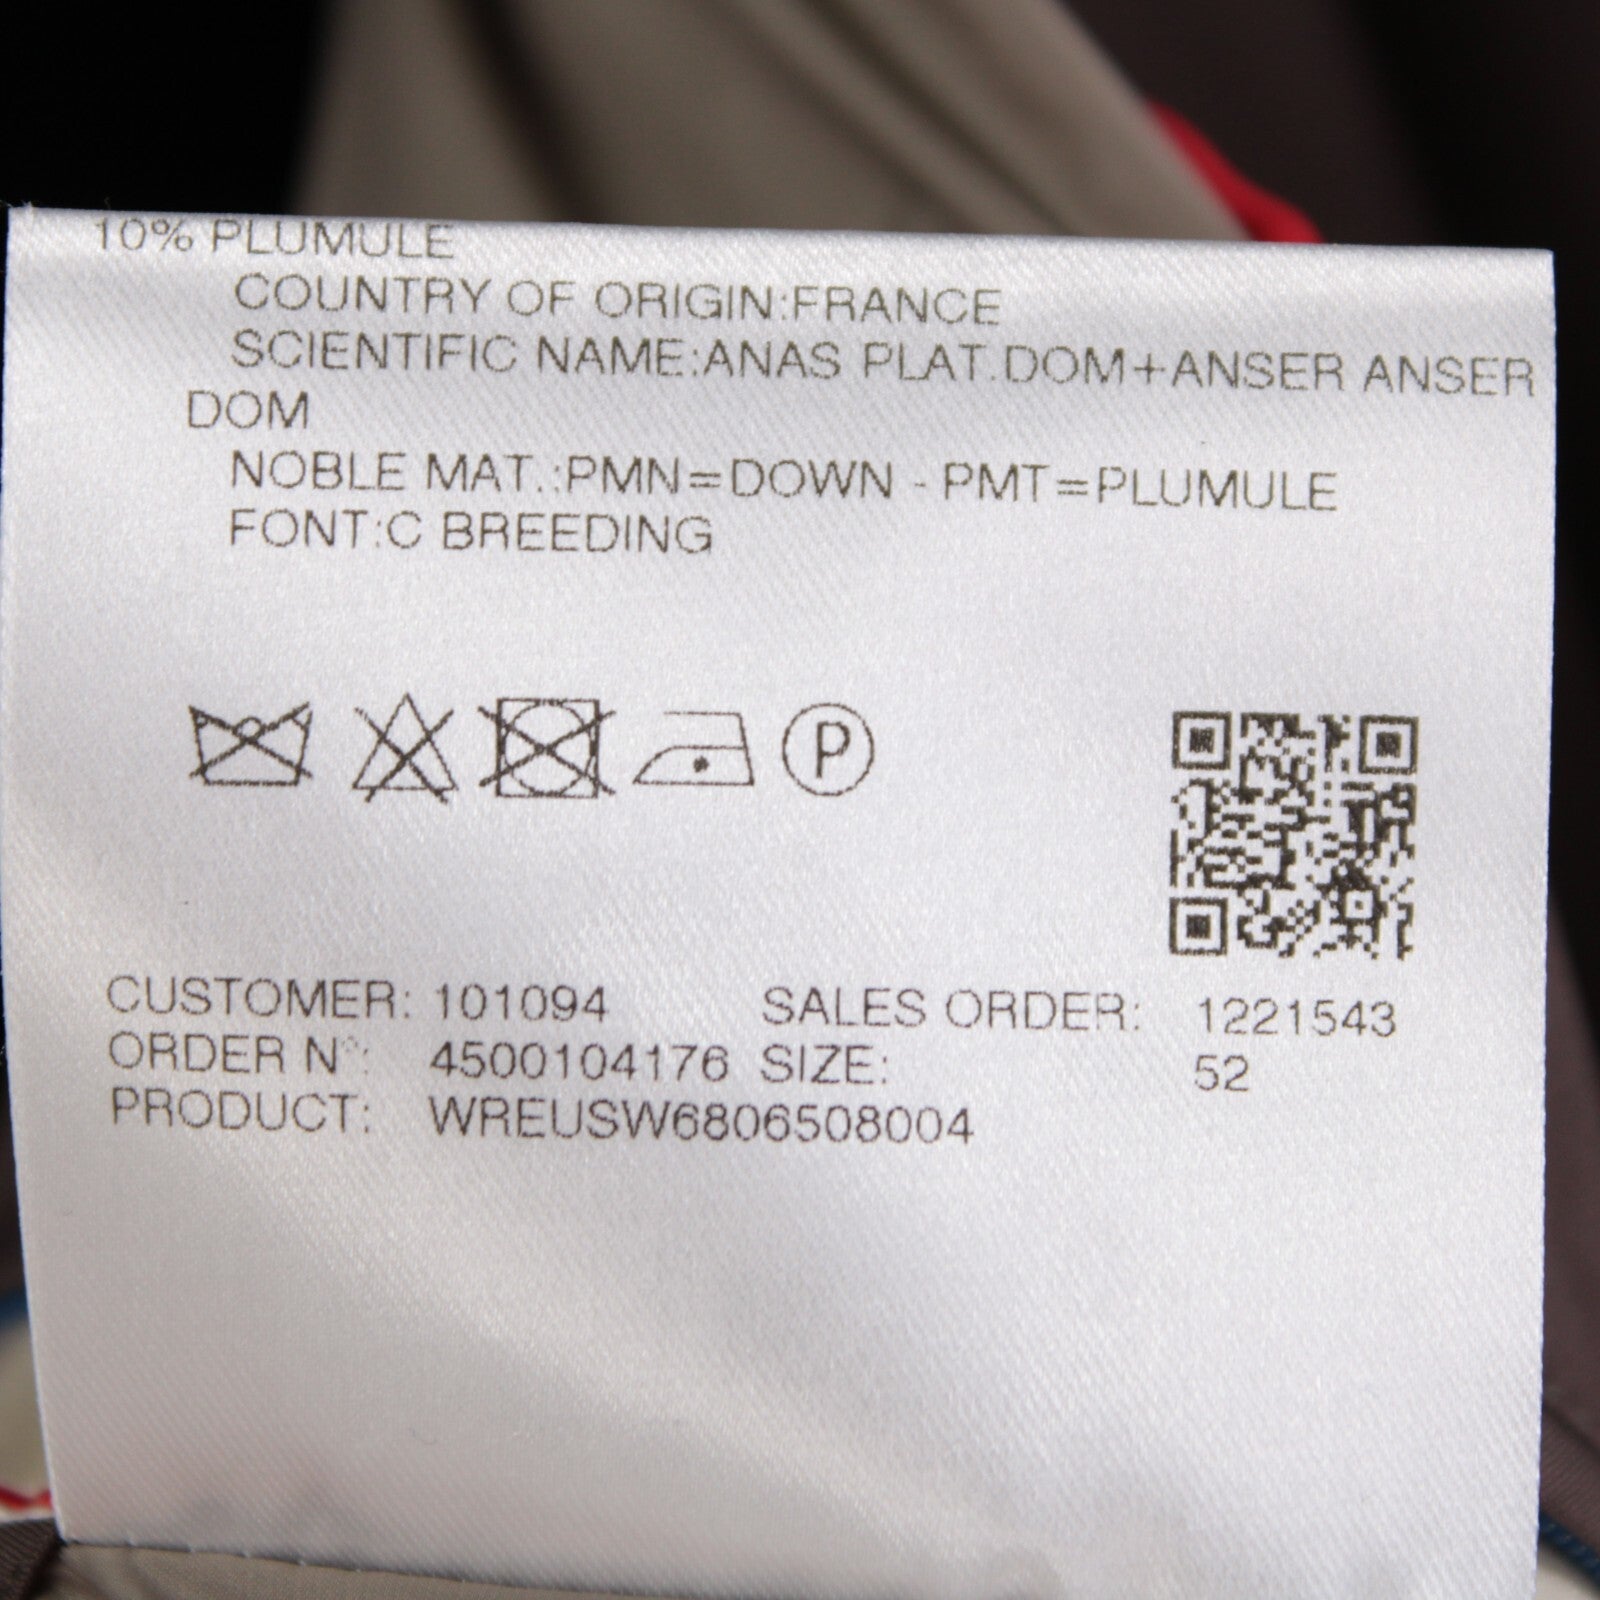 10% PLUMULE
COUNTRY OF ORIGIN:FRANCE
SCIENTIFIC NAME:ANAS PLAT.DOM+ANSER ANSER
DOM
NOBLE MAT.:PMN=DOWN - PMT=PLUMULE
FONT:C BREEDING
P
CUSTOMER: 101094 SALES ORDER: 1221543
ORDER N°: 4500104176 SIZE: 52
PRODUCT: WREUSW6806508004